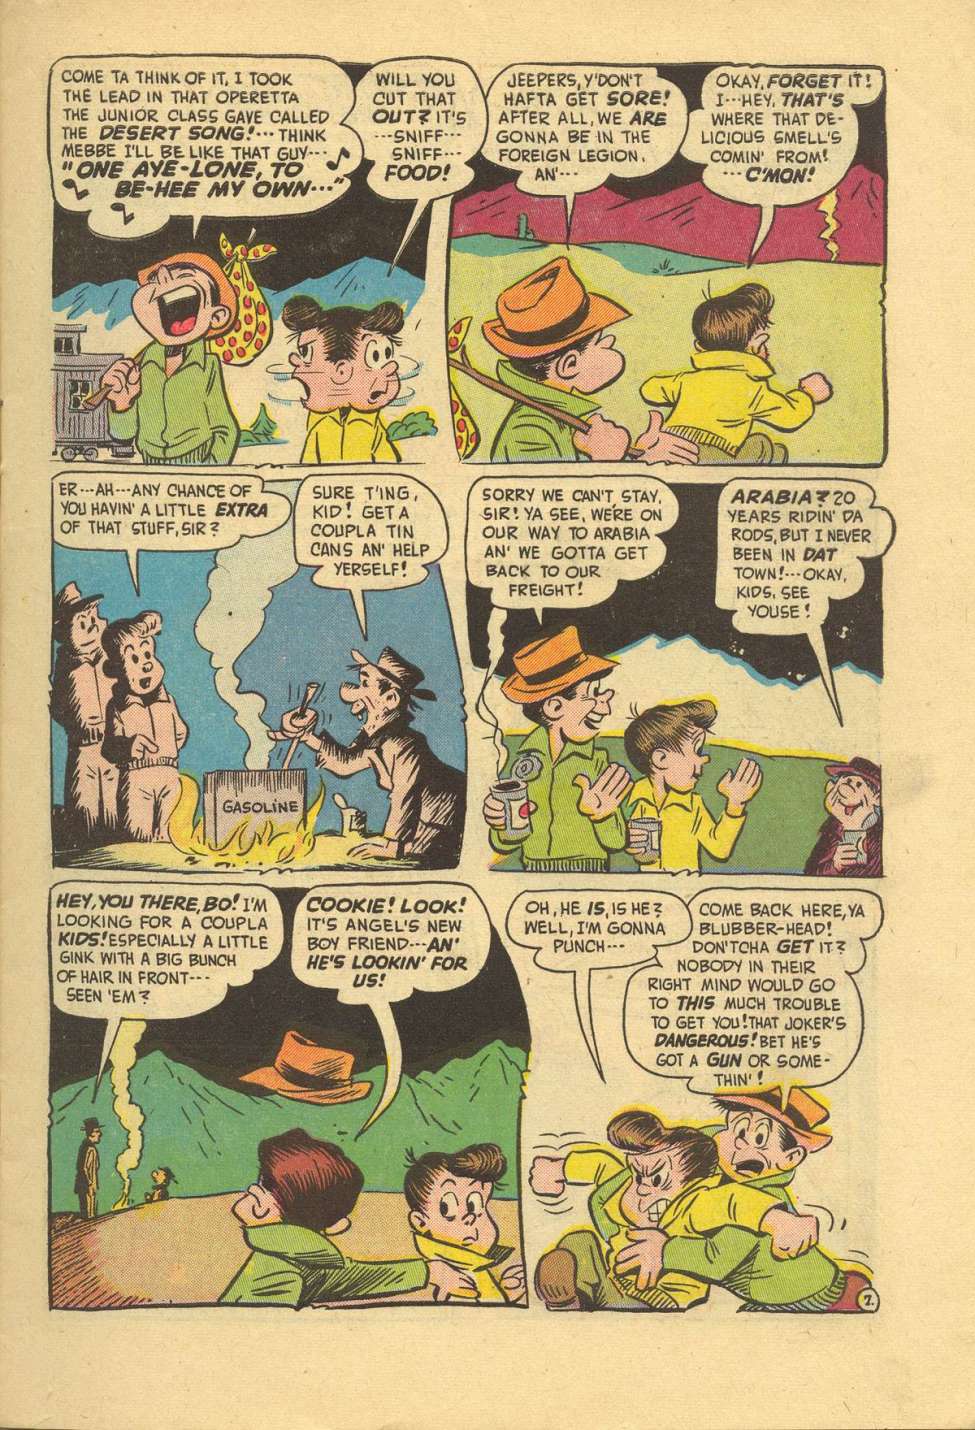 COME TA THINK OF IT, I TOOK
THE LEAD IN THAT OPERETTA
THE JUNIOR CLASS GAVE CALLED
THE DESERT SONG!--- THINK
MEBBE I'LL BE LIKE THAT GUY---
"ONE AYE-LONE, TO
BE-HEE MY OWN---"
WILL YOU
CUT THAT
OUT? IT'S
---SNIFF---
SNIFF---
FOOD!
JEEPERS, Y'DON'T
HAFTA GET SORE!
AFTER ALL, WE ARE
GONNA BE IN THE
FOREIGN LEGION,
AN'---
OKAY, FORGET IT!
I---HEY, THAT'S
WHERE THAT DE-
LICIOUS SMELL'S
COMIN' FROM!
---C'MON!
ER---AH---ANY CHANCE OF
YOU HAVIN' A LITTLE EXTRA
OF THAT STUFF, SIR?
SURE T'ING,
KID! GET A
COUPLA TIN
CANS AN' HELP
YERSELF!
GASOLINE
SORRY WE CAN'T STAY,
SIR! YA SEE, WE'RE ON
OUR WAY TO ARABIA
AN' WE GOTTA GET
BACK TO OUR
FREIGHT!
ARABIA? 20
YEARS RIDIN' DA
RODS, BUT I NEVER
BEEN IN DAT
TOWN!---OKAY,
KIDS, SEE
YOUSE!
HEY, YOU THERE, BO! I'M
LOOKING FOR A COUPLA
KIDS! ESPECIALLY A LITTLE
GINK WITH A BIG BUNCH
OF HAIR IN FRONT---
SEEN 'EM?
COOKIE! LOOK!
IT'S ANGEL'S NEW
BOY FRIEND---AN'
HE'S LOOKIN' FOR
US!
OH, HE IS, IS HE?
WELL, I'M GONNA
PUNCH---
COME BACK HERE, YA
BLUBBER-HEAD!
DON'TCHA GET IT?
NOBODY IN THEIR
RIGHT MIND WOULD GO
TO THIS MUCH TROUBLE
TO GET YOU! THAT JOKER'S
DANGEROUS! BET HE'S
GOT A GUN OR SOME-
THIN'!
7.